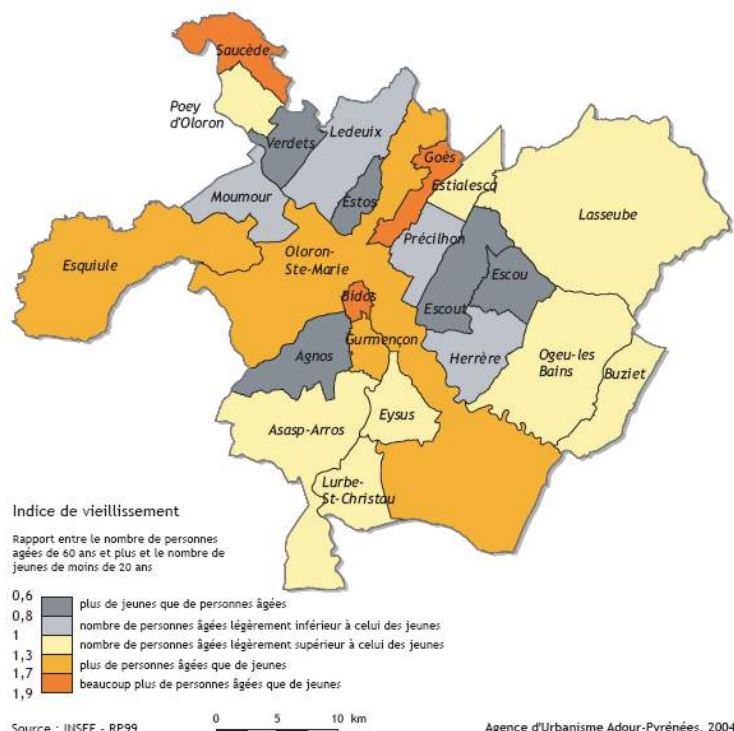 Saucède
Poey
d'Oloron
Verdets
Ledeuix
Goès
Estialescq
Moumour
Estos
Lasseube
Précilhon
Esquiule
Oloron-
Ste-Marie
Escou
Bidos
Escout
Gurmençon
Agnos
Herrère
Ogeu-les
Bains
Buziet
Asasp-Arros
Eysus
Lurbe-
St-Christau
Indice de vieillissement
Rapport entre le nombre de personnes
agées de 60 ans et plus et le nombre de
jeunes de moins de 20 ans
0,6
plus de jeunes que de personnes âgées
0,8
nombre de personnes âgées légèrement inférieur à celui des jeunes
1
nombre de personnes âgées légèrement supérieur à celui des jeunes
1,3
plus de personnes âgées que de jeunes
1,7
beaucoup plus de personnes âgées que de jeunes
1,9
Source : INSEE - RP99
0 5 10 km
Agence d'Urbanisme Adour-Pyrénées, 2004